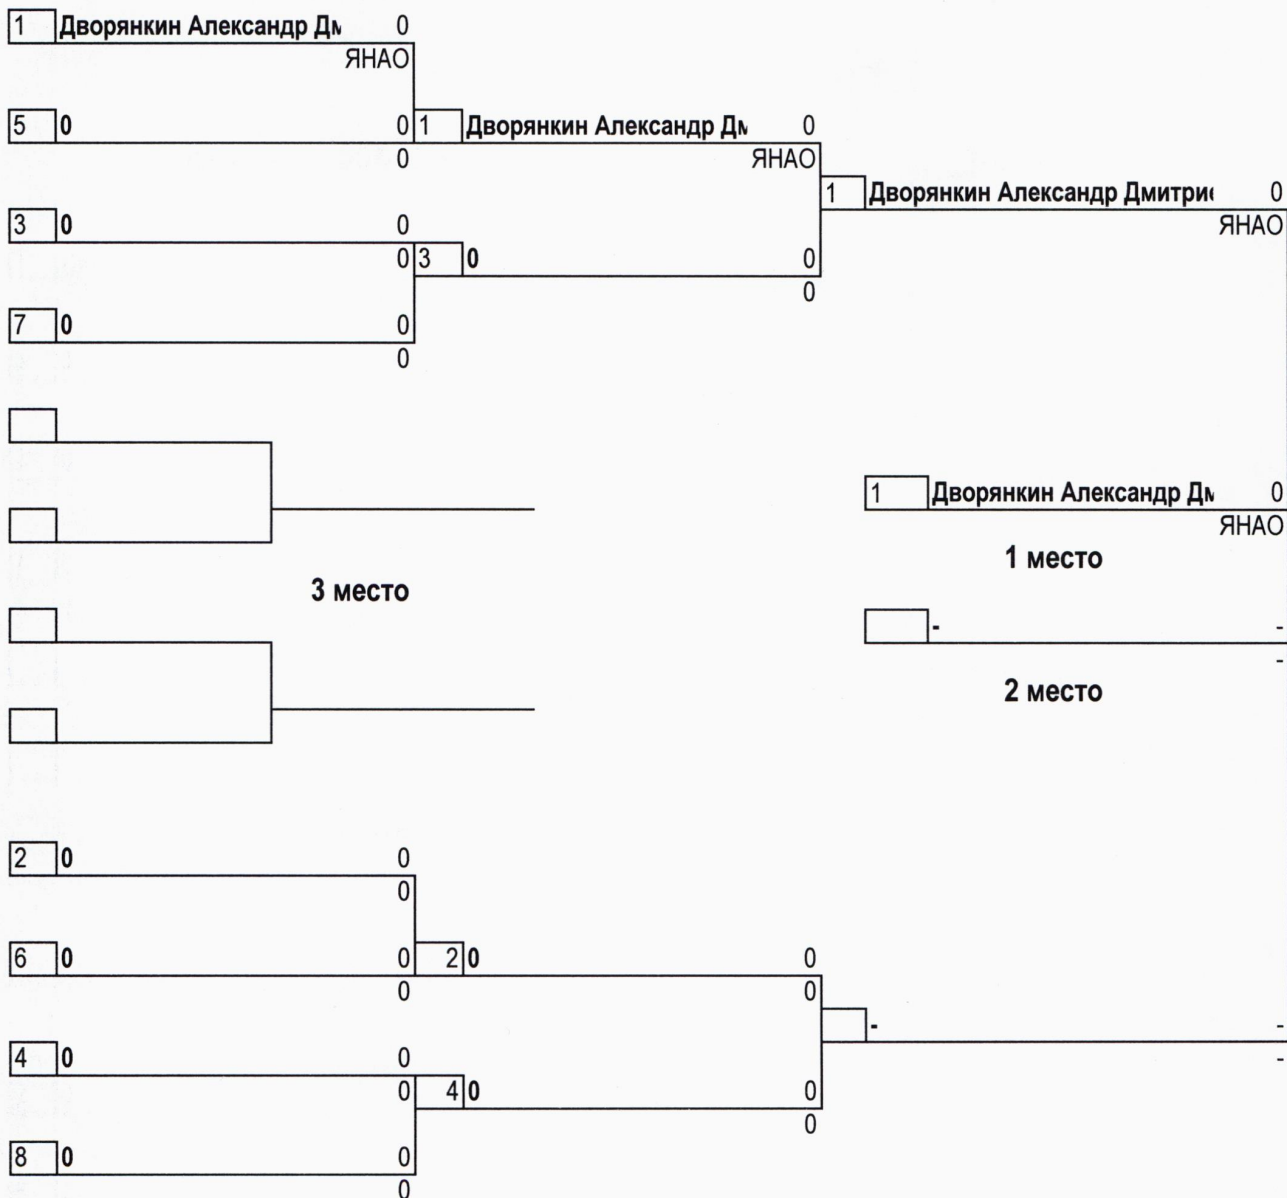 1 Дворянкин Александр Дм 0
ЯНАО
5 0 0 1 Дворянкин Александр Дм 0
0 ЯНАО
1 Дворянкин Александр Дмитрие 0
3 0 0 ЯНАО
0 3 0 0
0
7 0 0
0
1 Дворянкин Александр Дм 0
ЯНАО
1 место
3 место
- -
-
2 место
2 0 0
0
6 0 0 2 0 0
0 0
- -
4 0 0 -
0 4 0 0
0
8 0 0
0